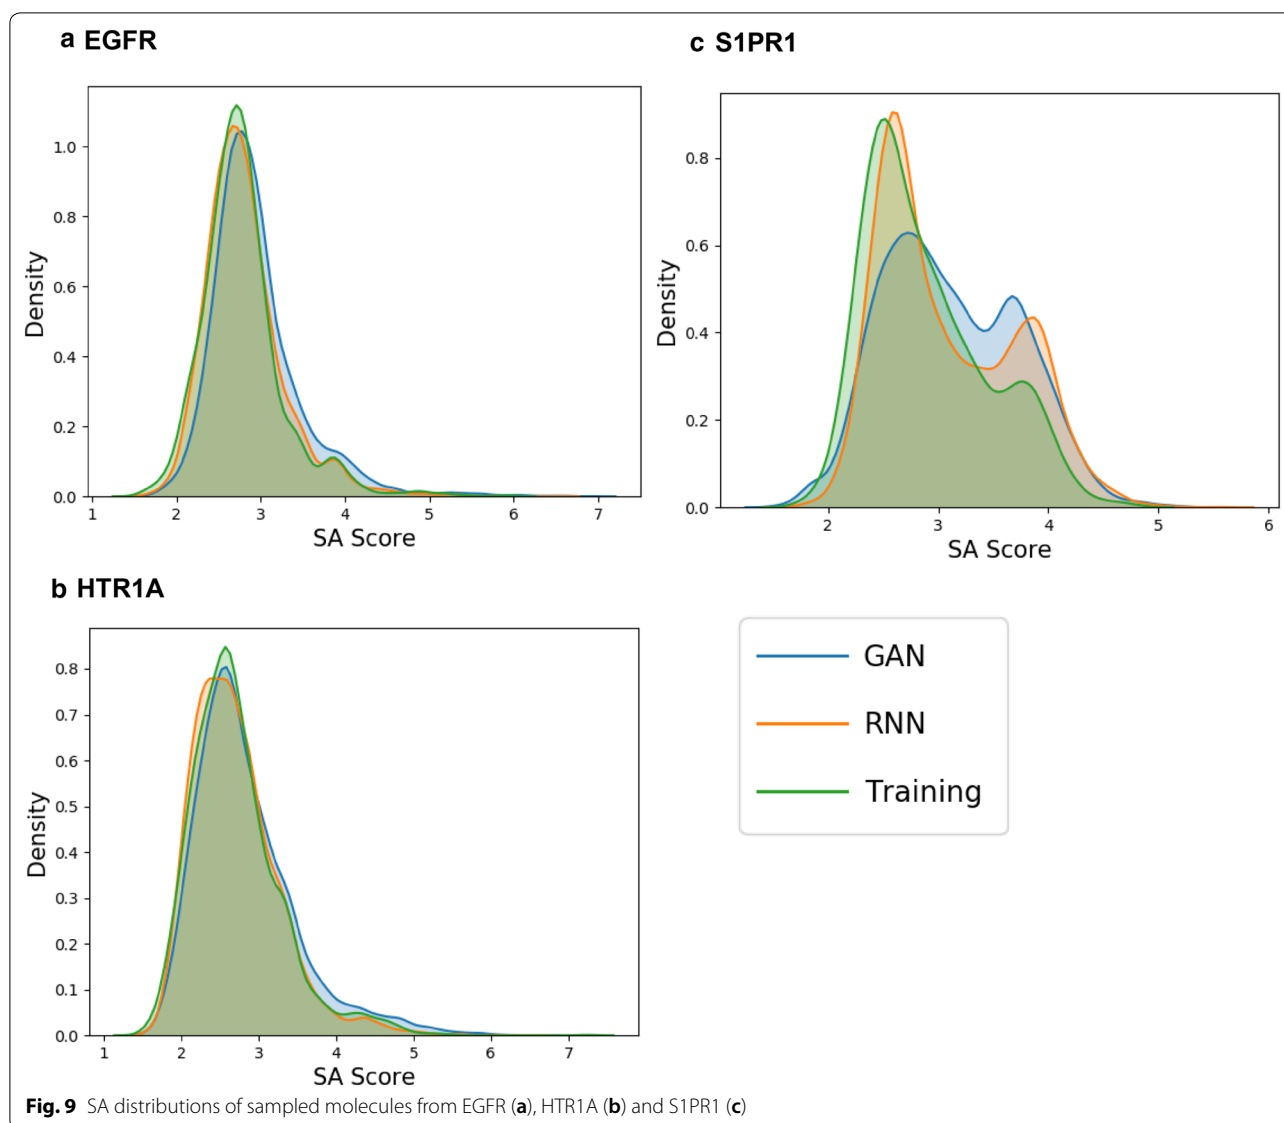 a EGFR
1.0
0.8
0.6
0.4
0.2
0.0
Density
1 2 3 4 5 6 7
SA Score
c S1PR1
0.8
0.6
0.4
0.2
0.0
Density
2 3 4 5 6
SA Score
b HTR1A
0.8
0.7
0.6
0.5
0.4
0.3
0.2
0.1
0.0
Density
1 2 3 4 5 6 7
SA Score
GAN
RNN
Training
Fig. 9 SA distributions of sampled molecules from EGFR (a), HTR1A (b) and S1PR1 (c)